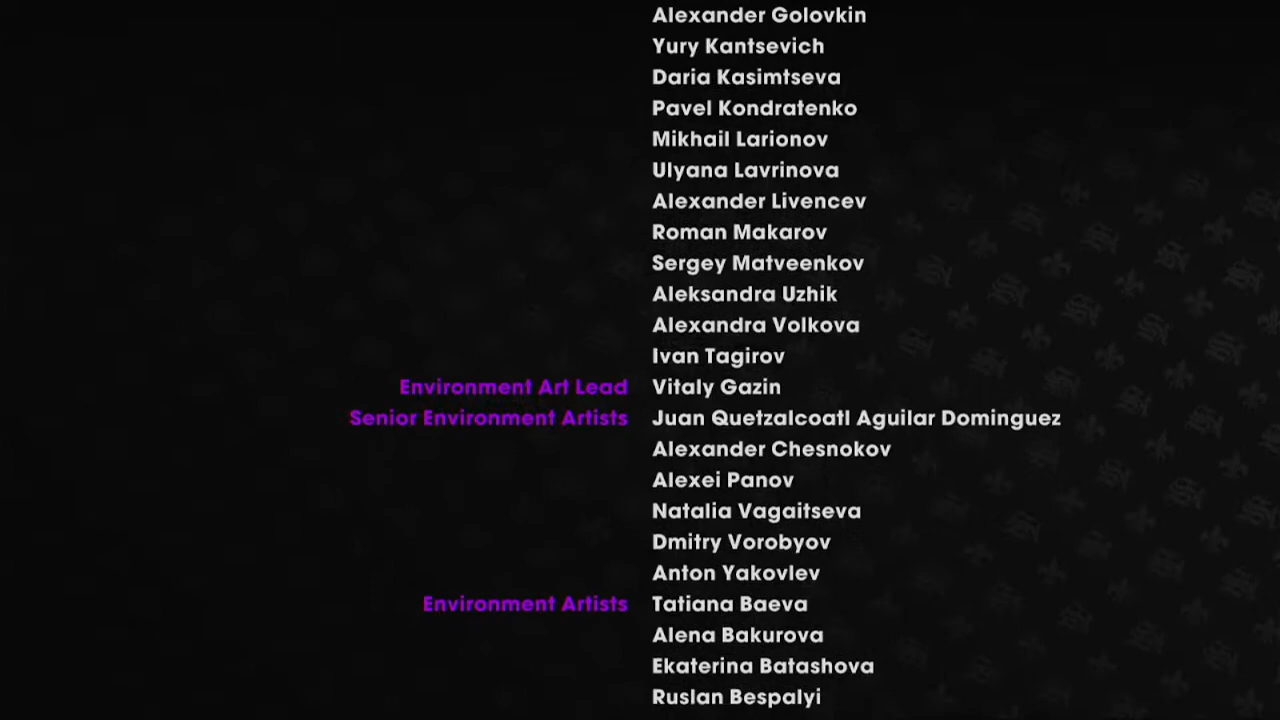 Alexander Golovkin
Yury Kantsevich
Daria Kasimtseva
Pavel Kondratenko
Mikhail Larionov
Ulyana Lavrinova
Alexander Livencev
Roman Makarov
Sergey Matveenkov
Aleksandra Uzhik
Alexandra Volkova
Ivan Tagirov
Environment Art Lead Vitaly Gazin
Senior Environment Artists Juan Quetzalcoatl Aguilar Dominguez
Alexander Chesnokov
Alexei Panov
Natalia Vagaitseva
Dmitry Vorobyov
Anton Yakovlev
Environment Artists Tatiana Baeva
Alena Bakurova
Ekaterina Batashova
Ruslan Bespalyi